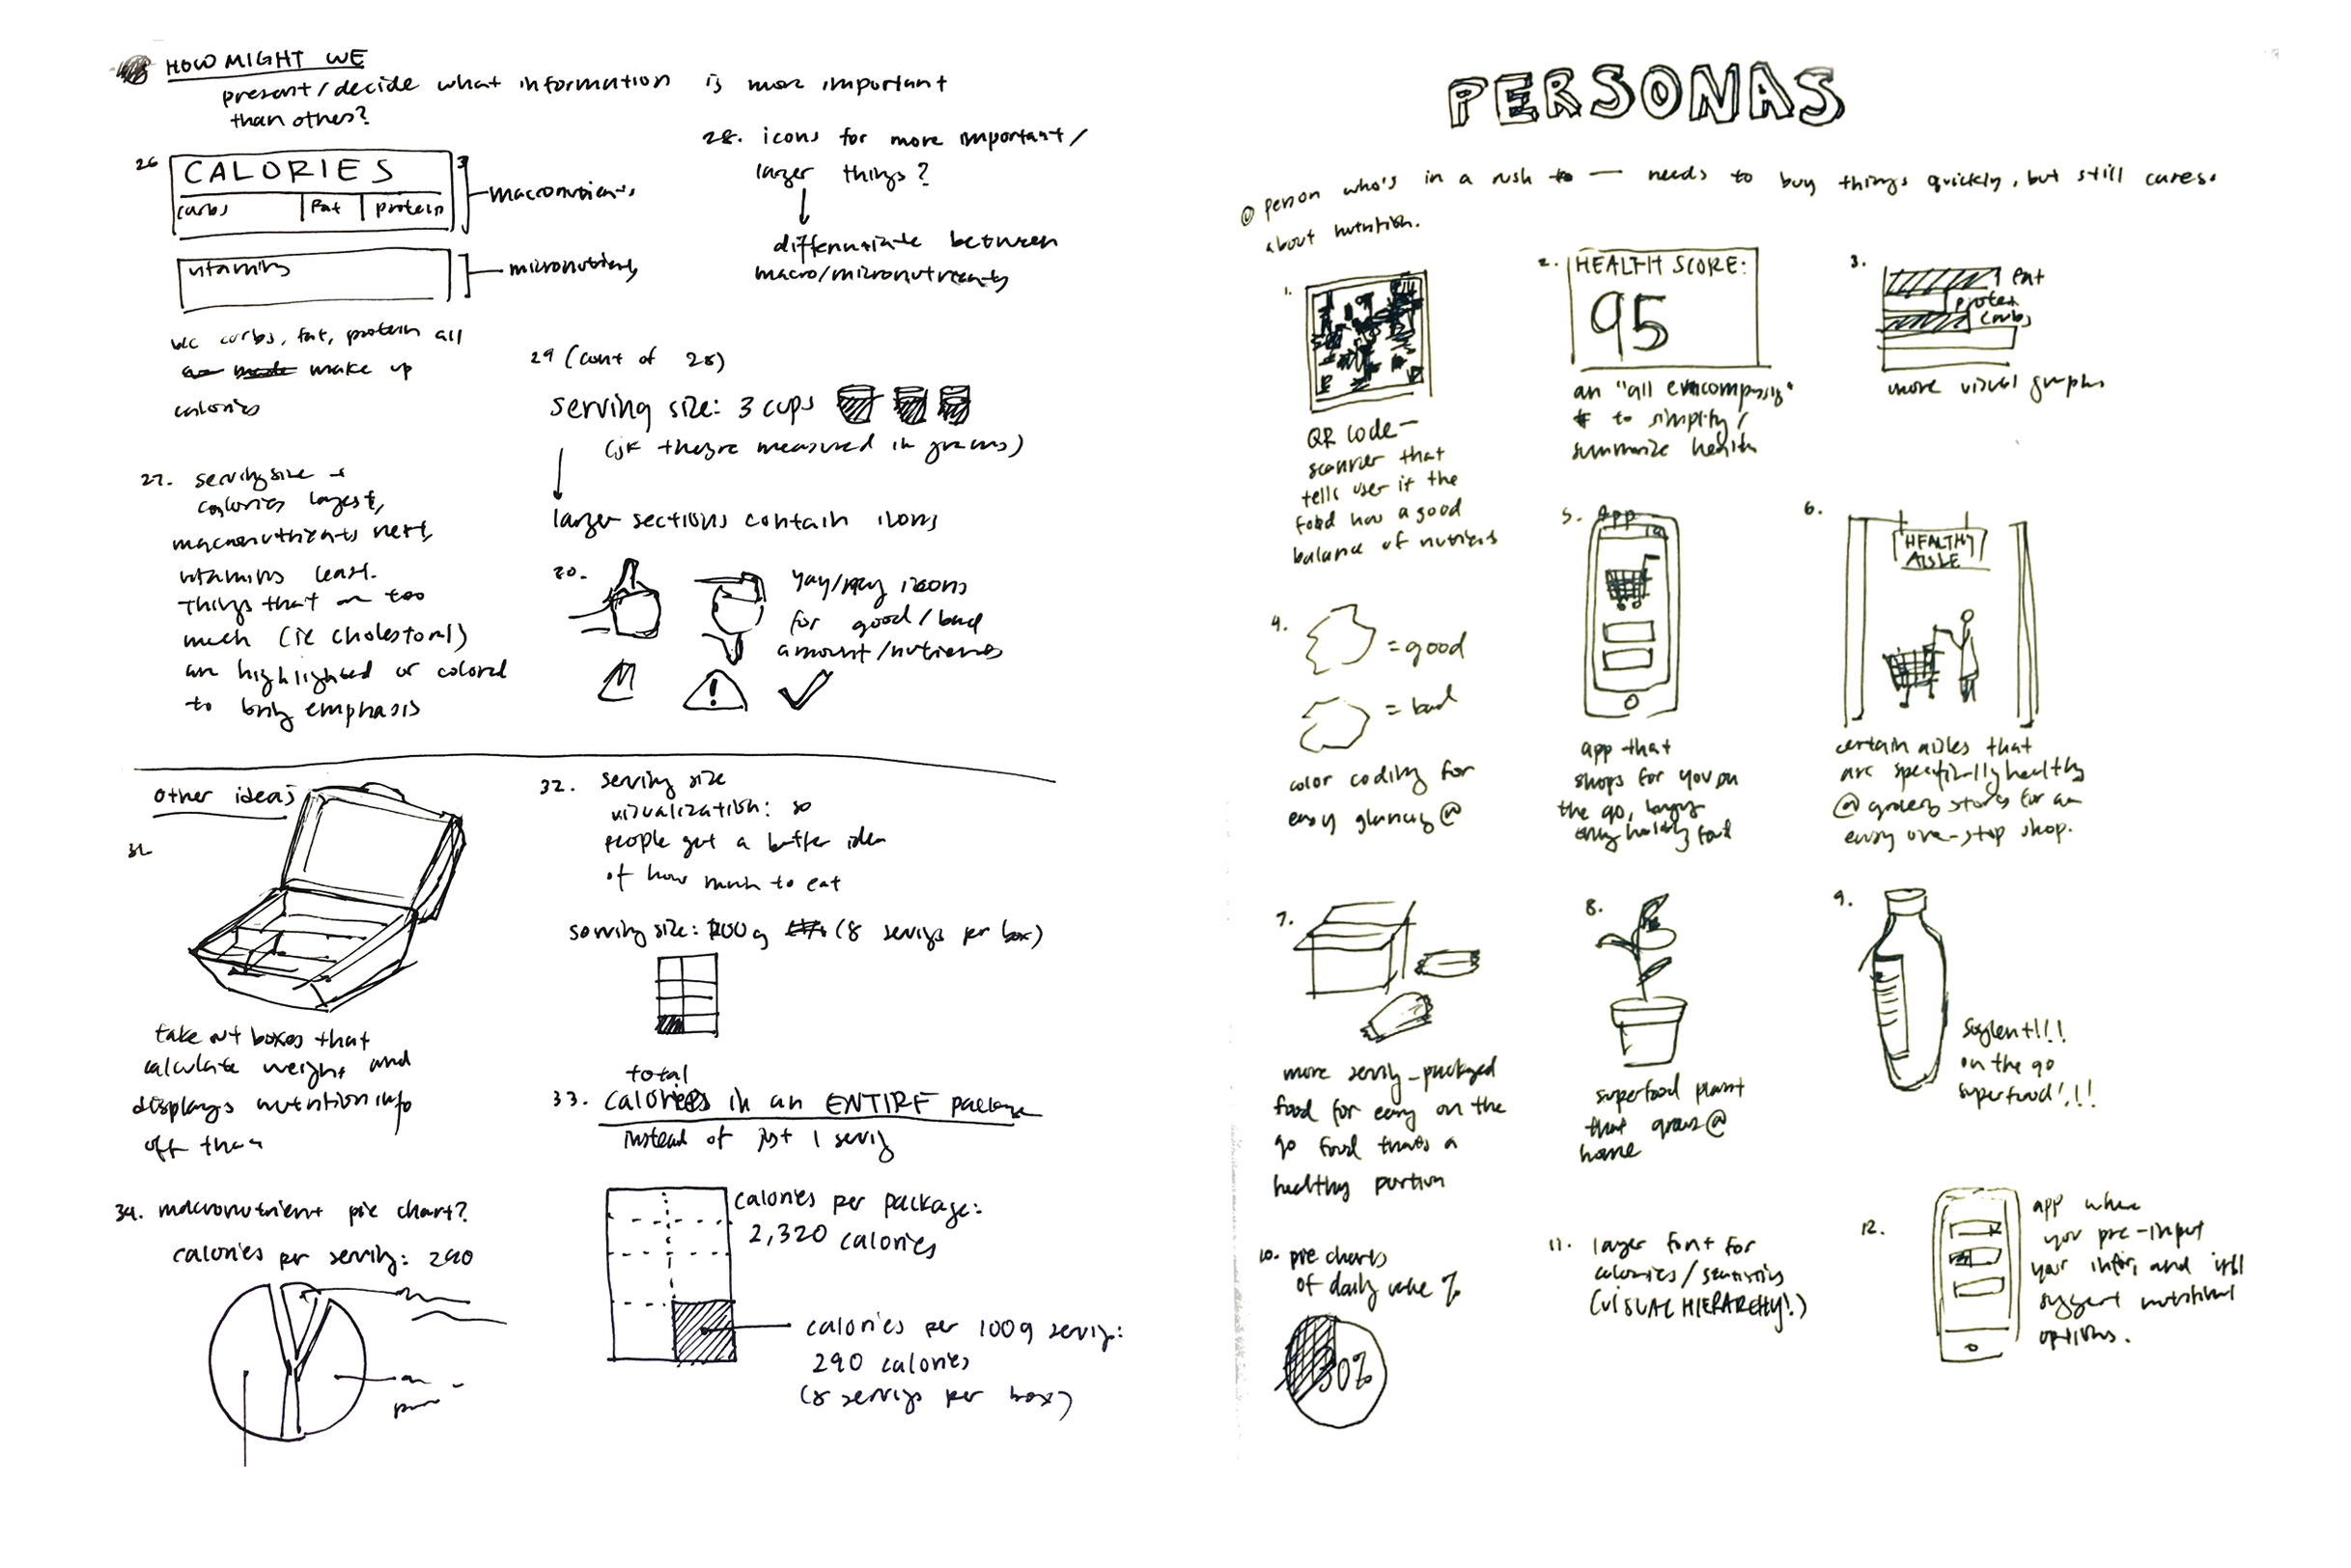 HOW MIGHT WE
present/decide what information is more important
than others?
26
CALORIES
carbs fat protein
macronutrients
vitamins
micronutrients
bc carbs, fat, protein all
make up
calories
27. serving size +
calories largest,
macronutrients next,
vitamins least.
Things that are too
much (ie cholesterol)
are highlighted or colored
to bring emphasis
28. icons for more important/
larger things?
differentiate between
macro/micronutrients
29 (cont of 28)
serving size: 3 cups
(jk they're measured in grams)
larger sections contain icons
30.
yay/nay icons
for good/bad
amount/nutrients
other ideas
31.
take out boxes that
calculate weight and
displays nutrition info
off that
32. serving size
visualization: so
people get a better idea
of how much to eat
serving size: 100g (8 servings per box)
33. total calories in an ENTIRE package
instead of just 1 serving
calories per package:
2,320 calories
calories per 100g serving:
290 calories
(8 servings per box)
34. macronutrient pie chart?
calories per serving: 290
PERSONAS
person who's in a rush — needs to buy things quickly, but still cares
about nutrition.
1.
QR code—
scanner that
tells user if the
food has a good
balance of nutrients
2. HEALTH SCORE:
95
an "all encompassing"
# to simplify/
summarize health
3.
fat
protein
carbs
more visual graphs
4.
= good
= bad
color coding for
easy glancing @
5. App
app that
shops for you on
the go, buys
only healthy food
6.
HEALTHY
AISLE
certain aisles that
are specifically healthy
@ grocery stores for an
easy one-stop shop.
7.
more serving-packaged
food for easy on the
go food thats a
healthy portion
8.
superfood plant
that grows @
home
9.
soylent!!!
on the go
superfood!!!
10. pie charts
of daily value %
30%
11. larger font for
calories/statistics
(VISUAL HIERARCHY!)
12.
app where
you pre-input
your info, and it'll
suggest nutritional
options.